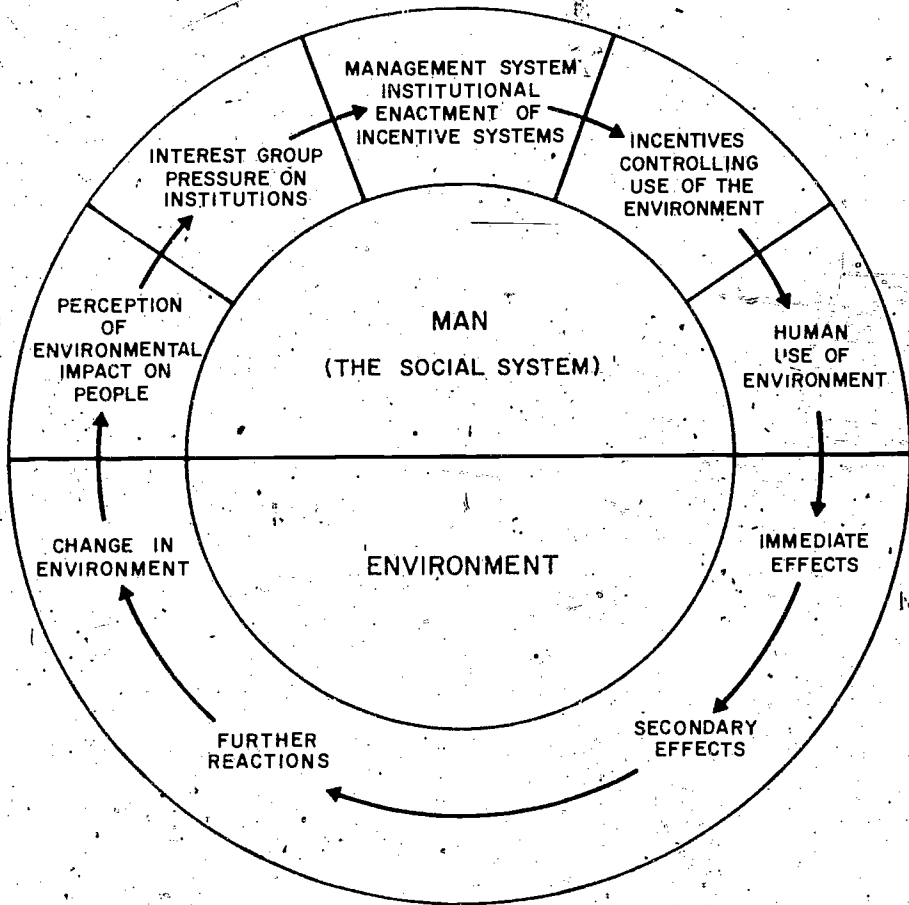 MANAGEMENT SYSTEM
INSTITUTIONAL
ENACTMENT OF
INCENTIVE SYSTEMS
INTEREST GROUP
PRESSURE ON
INSTITUTIONS
INCENTIVES
CONTROLLING
USE OF THE
ENVIRONMENT
PERCEPTION
OF
ENVIRONMENTAL
IMPACT ON
PEOPLE
MAN
(THE SOCIAL SYSTEM)
HUMAN
USE OF
ENVIRONMENT
CHANGE IN
ENVIRONMENT
ENVIRONMENT
IMMEDIATE
EFFECTS
FURTHER
REACTIONS
SECONDARY
EFFECTS